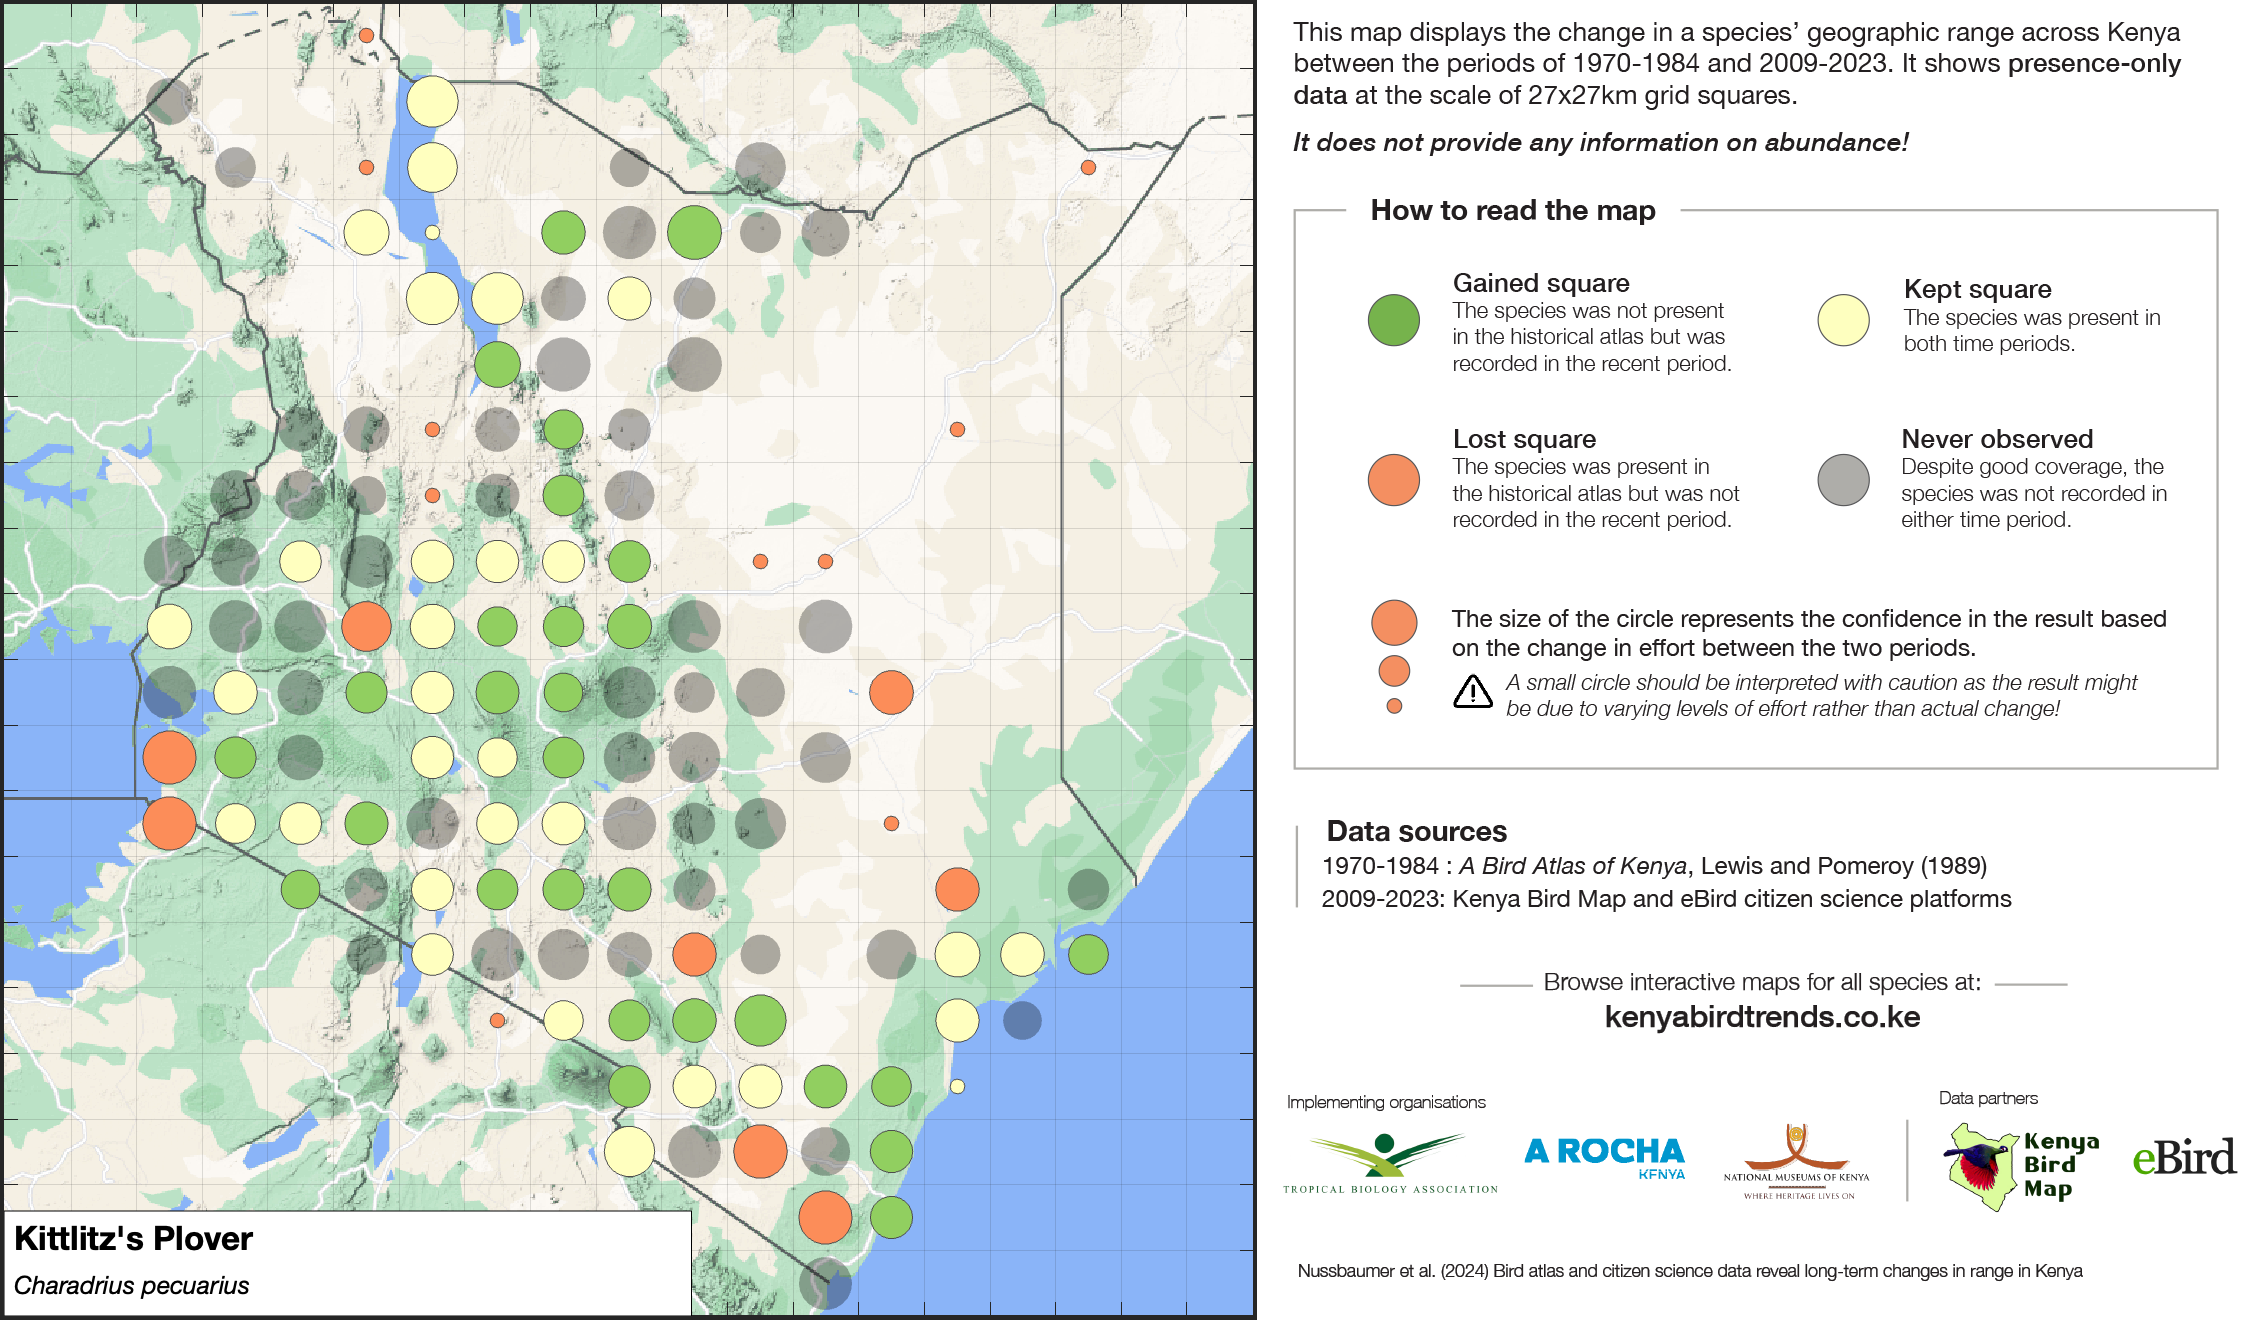 This map displays the change in a species’ geographic range across Kenya
between the periods of 1970-1984 and 2009-2023. It shows presence-only
data at the scale of 27x27km grid squares.
It does not provide any information on abundance!
How to read the map
Gained square
The species was not present
in the historical atlas but was
recorded in the recent period.
Kept square
The species was present in
both time periods.
Lost square
The species was present in
the historical atlas but was not
recorded in the recent period.
Never observed
Despite good coverage, the
species was not recorded in
either time period.
The size of the circle represents the confidence in the result based
on the change in effort between the two periods.
A small circle should be interpreted with caution as the result might
be due to varying levels of effort rather than actual change!
Data sources
1970-1984 : A Bird Atlas of Kenya, Lewis and Pomeroy (1989)
2009-2023: Kenya Bird Map and eBird citizen science platforms
Browse interactive maps for all species at:
kenyabirdtrends.co.ke
Implementing organisations
Data partners
TROPICAL BIOLOGY ASSOCIATION
A ROCHA
KENYA
NATIONAL MUSEUMS OF KENYA
WHERE HERITAGE LIVES ON
Kenya
Bird
Map
eBird
Nussbaumer et al. (2024) Bird atlas and citizen science data reveal long-term changes in range in Kenya
Kittlitz's Plover
Charadrius pecuarius